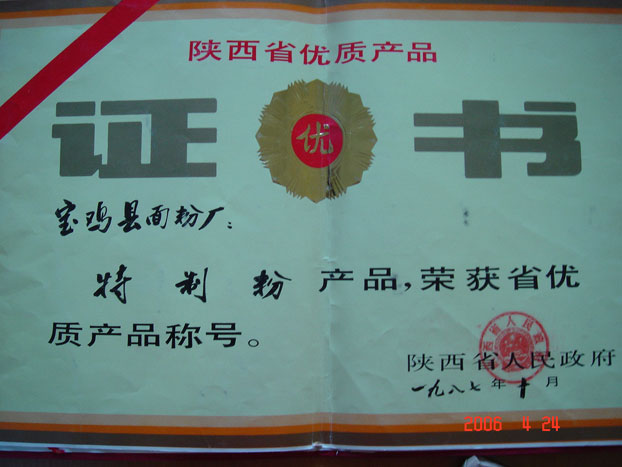 陕西省优质产品
证 优 书
宝鸡县面粉厂：
特制粉产品，荣获省优
质产品称号。
陕西省人民政府
一九八七年十月
2006 4 24